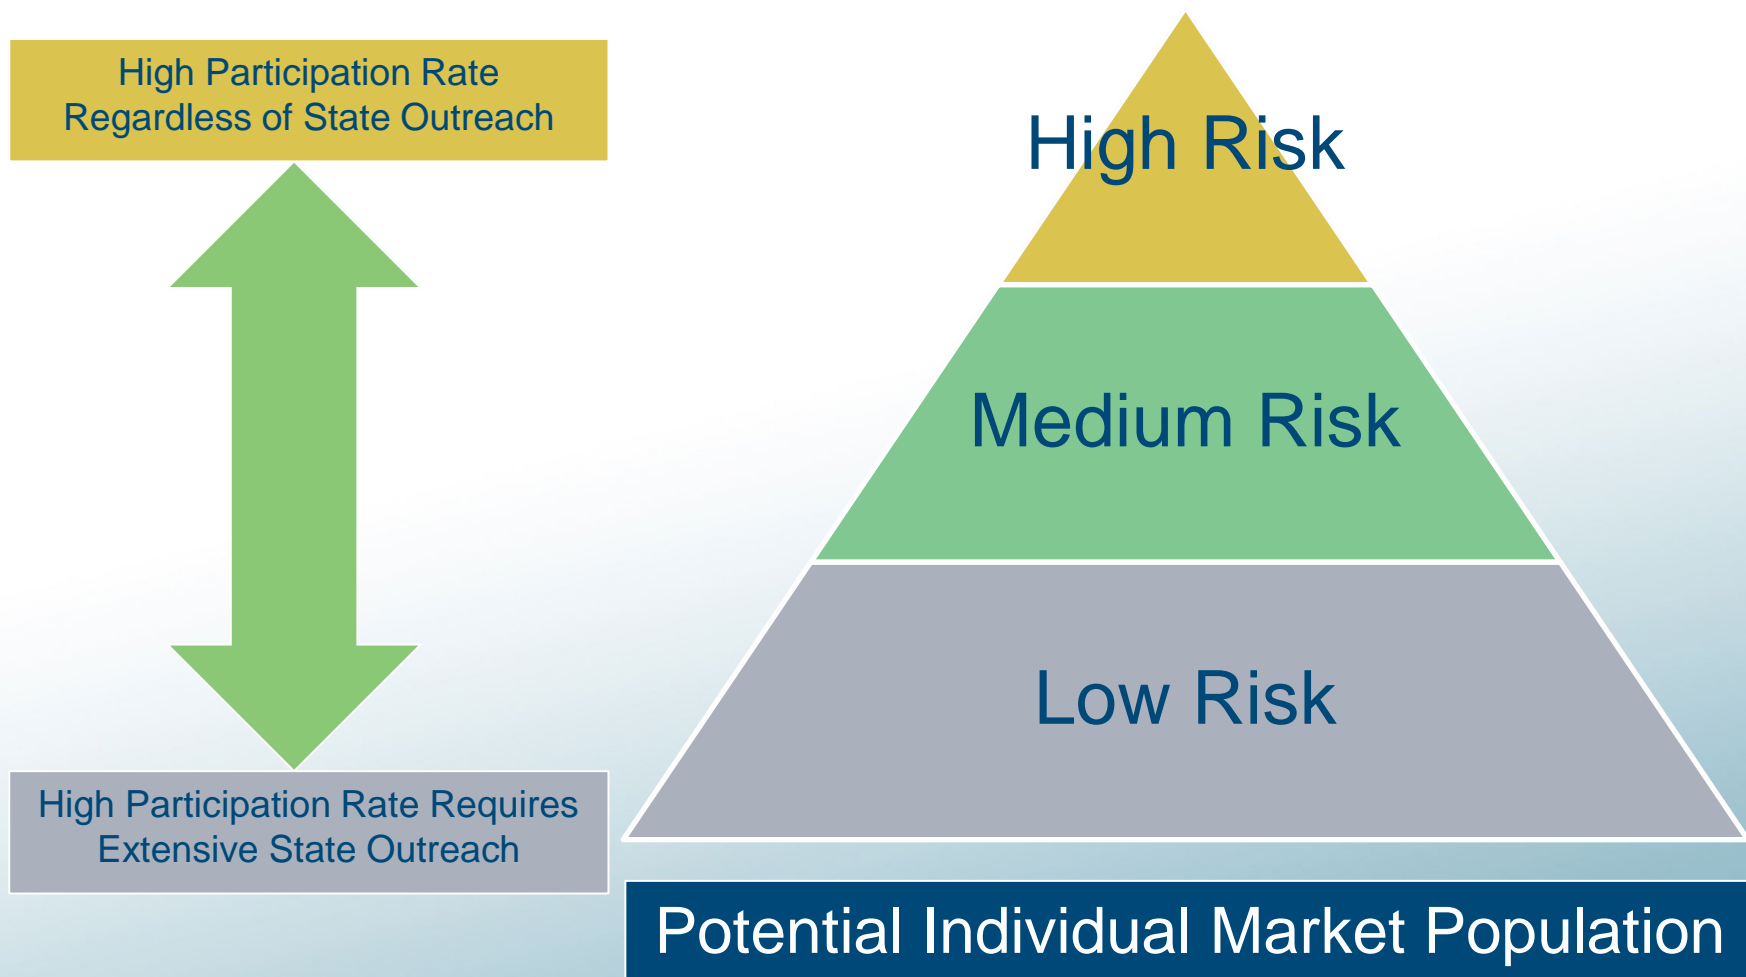 High Participation Rate
Regardless of State Outreach
High Risk
Medium Risk
Low Risk
High Participation Rate Requires
Extensive State Outreach
Potential Individual Market Population